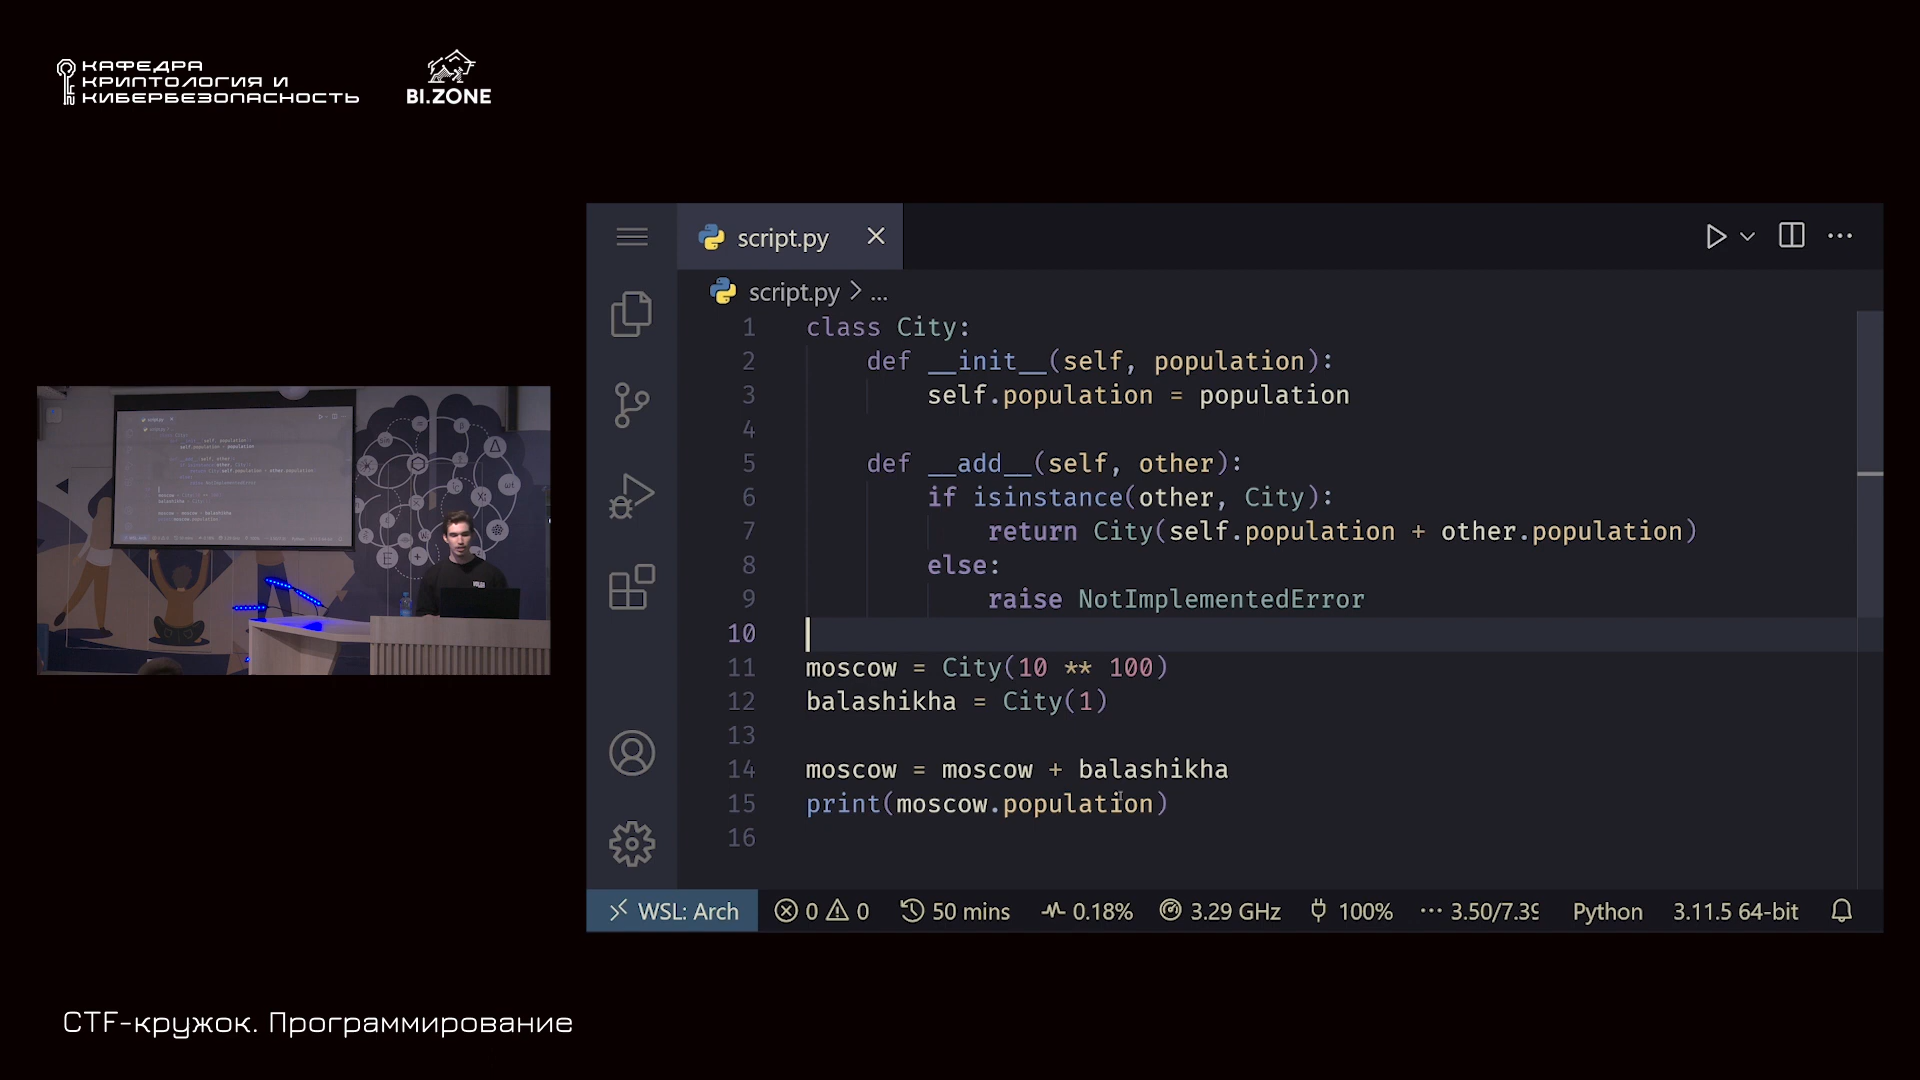 КАФЕДРА
КРИПТОЛОГИЯ И
КИБЕРБЕЗОПАСНОСТЬ
BI.ZONE
script.py
script.py > ...
1 class City:
2 def __init__(self, population):
3 self.population = population
4
5 def __add__(self, other):
6 if isinstance(other, City):
7 return City(self.population + other.population)
8 else:
9 raise NotImplementedError
10
11 moscow = City(10 ** 100)
12 balashikha = City(1)
13
14 moscow = moscow + balashikha
15 print(moscow.population)
16
WSL: Arch 0 0 50 mins 0.18% 3.29 GHz 100% ··· 3.50/7.39 Python 3.11.5 64-bit
CTF-кружок. Программирование